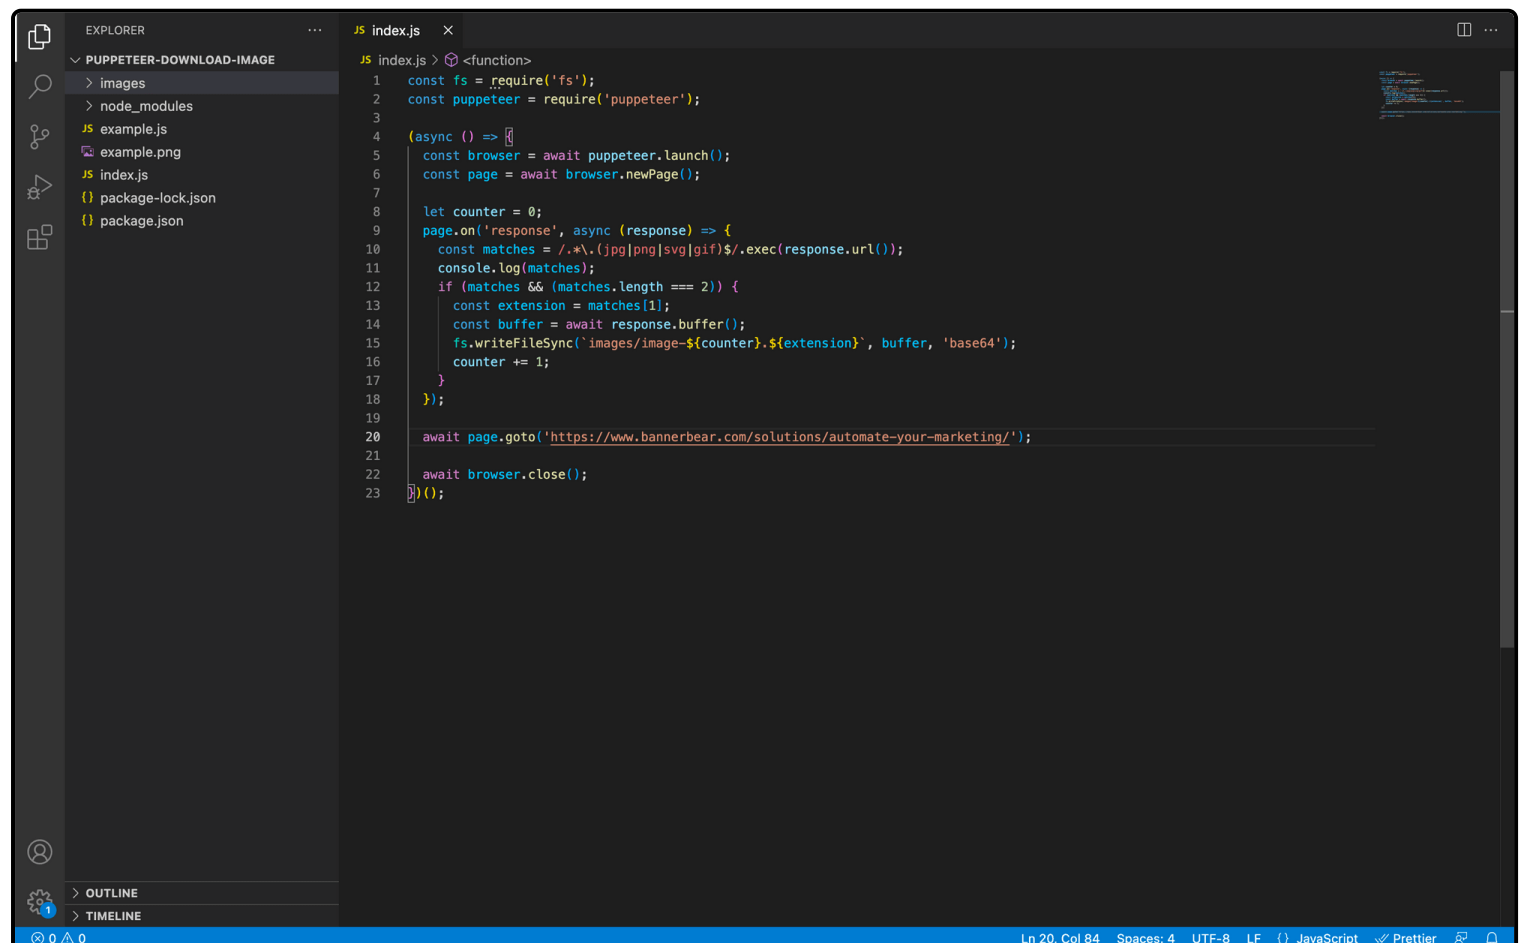 EXPLORER
PUPPETEER-DOWNLOAD-IMAGE
images
node_modules
JS example.js
example.png
JS index.js
{} package-lock.json
{} package.json
OUTLINE
TIMELINE
JS index.js
JS index.js > <function>
1 const fs = require('fs');
2 const puppeteer = require('puppeteer');
3
4 (async () => {
5 const browser = await puppeteer.launch();
6 const page = await browser.newPage();
7
8 let counter = 0;
9 page.on('response', async (response) => {
10 const matches = /.*\.(jpg|png|svg|gif)$/.exec(response.url());
11 console.log(matches);
12 if (matches && (matches.length === 2)) {
13 const extension = matches[1];
14 const buffer = await response.buffer();
15 fs.writeFileSync(`images/image-${counter}.${extension}`, buffer, 'base64');
16 counter += 1;
17 }
18 });
19
20 await page.goto('https://www.bannerbear.com/solutions/automate-your-marketing/');
21
22 await browser.close();
23 })();
1
0 0 Ln 20, Col 84 Spaces: 4 UTF-8 LF {} JavaScript Prettier